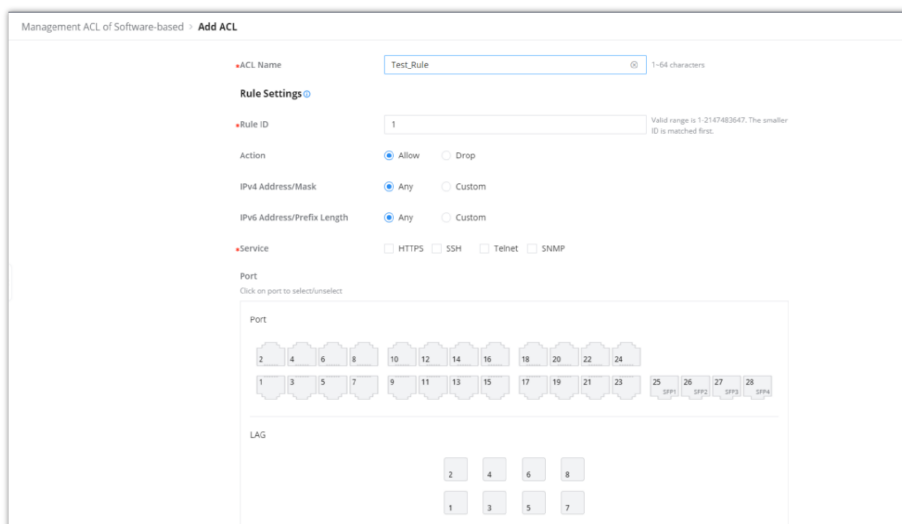 Management ACL of Software-based > Add ACL
*ACL Name Test_Rule 1~64 characters
Rule Settings
*Rule ID 1 Valid range is 1-2147483647. The smaller
ID is matched first.
Action Allow Drop
IPv4 Address/Mask Any Custom
IPv6 Address/Prefix Length Any Custom
*Service HTTPS SSH Telnet SNMP
Port
Click on port to select/unselect
Port
2 4 6 8 10 12 14 16 18 20 22 24
1 3 5 7 9 11 13 15 17 19 21 23 25 26 27 28
SFP1 SFP2 SFP3 SFP4
LAG
2 4 6 8
1 3 5 7